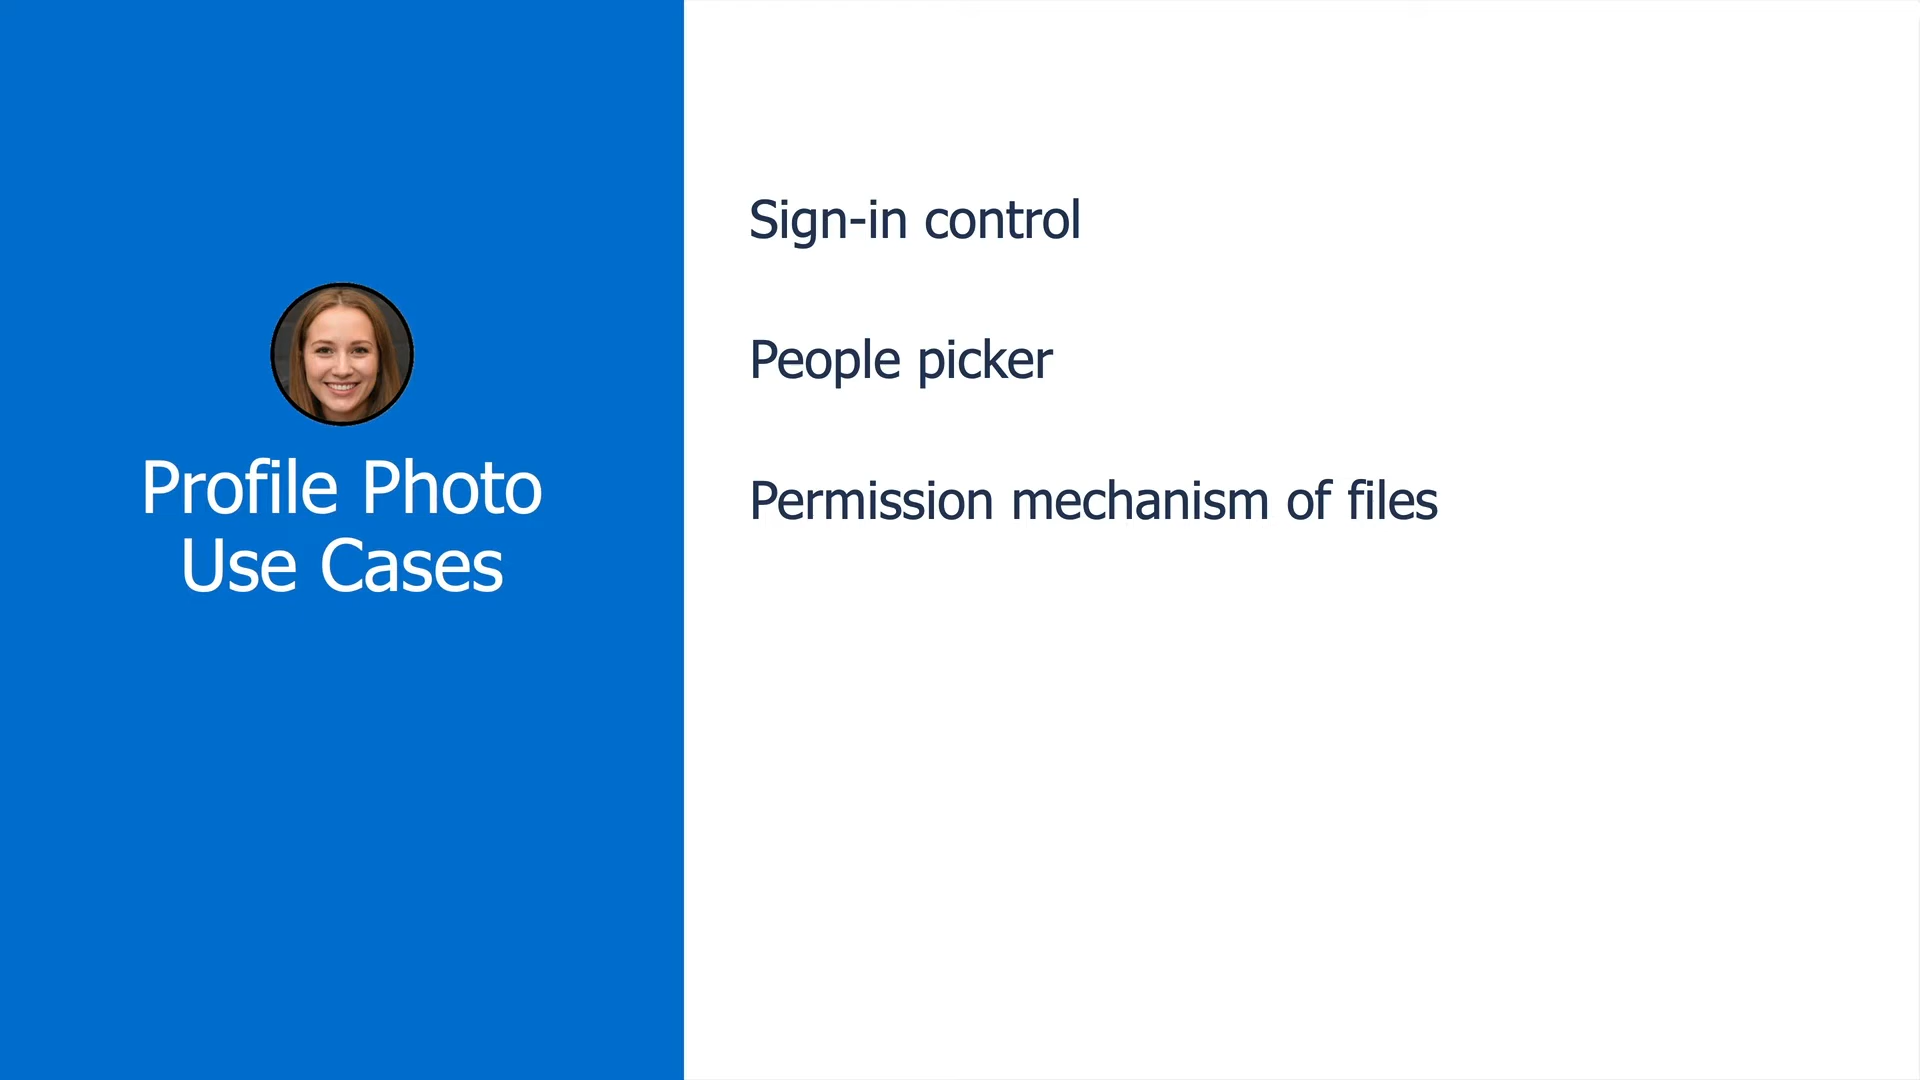 Profile Photo
Use Cases
Sign-in control
People picker
Permission mechanism of files